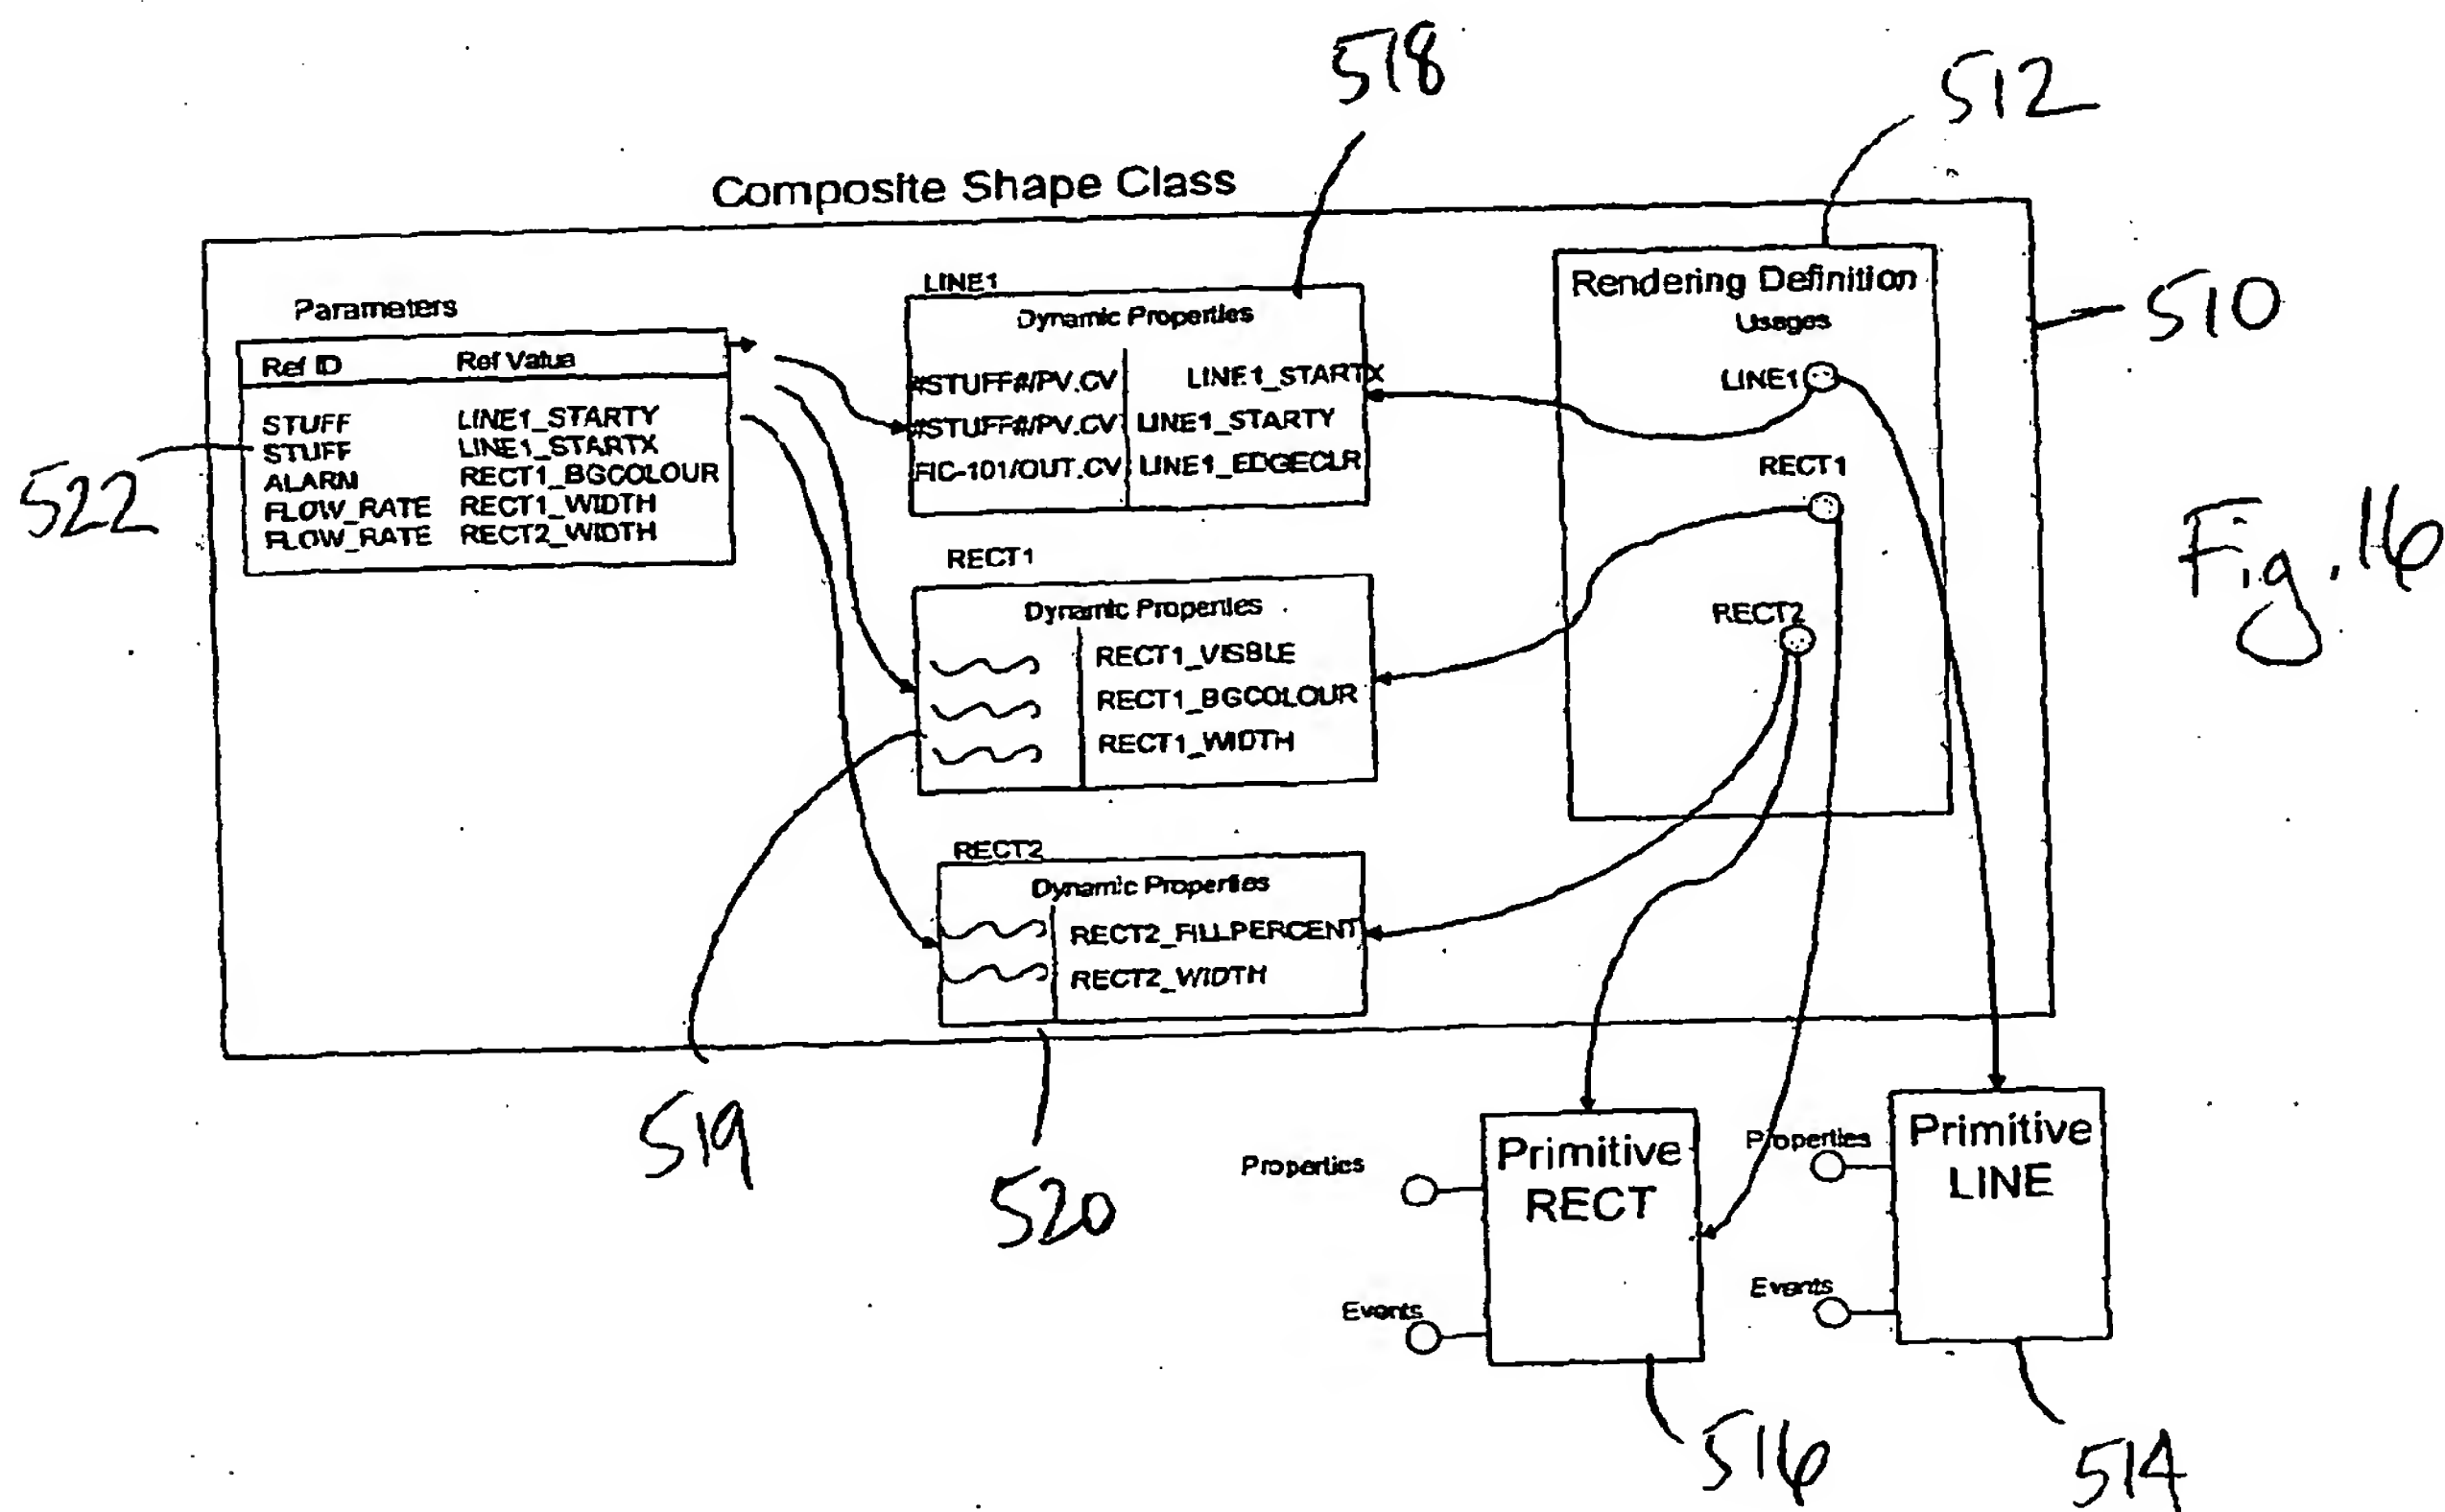 518
512
Composite Shape Class
510
Fig. 16
Parameters
Ref ID Ref Value
STUFF LINE1_STARTY
STUFF LINE1_STARTX
ALARM RECT1_BGCOLOUR
FLOW_RATE RECT1_WIDTH
FLOW_RATE RECT2_WIDTH
522
LINE1
Dynamic Properties
#STUFF#/PV.CV LINE1_STARTX
#STUFF#/PV.CV LINE1_STARTY
FIC-101/OUT.CV LINE1_EDGECLR
RECT1
Dynamic Properties
RECT1_VISBLE
RECT1_BGCOLOUR
RECT1_WIDTH
RECT2
Dynamic Properties
RECT2_FILLPERCENT
RECT2_WIDTH
Rendering Definition
Usages
LINE1
RECT1
RECT2
519
520
Properties
Events
Primitive
RECT
Properties
Events
Primitive
LINE
516
514